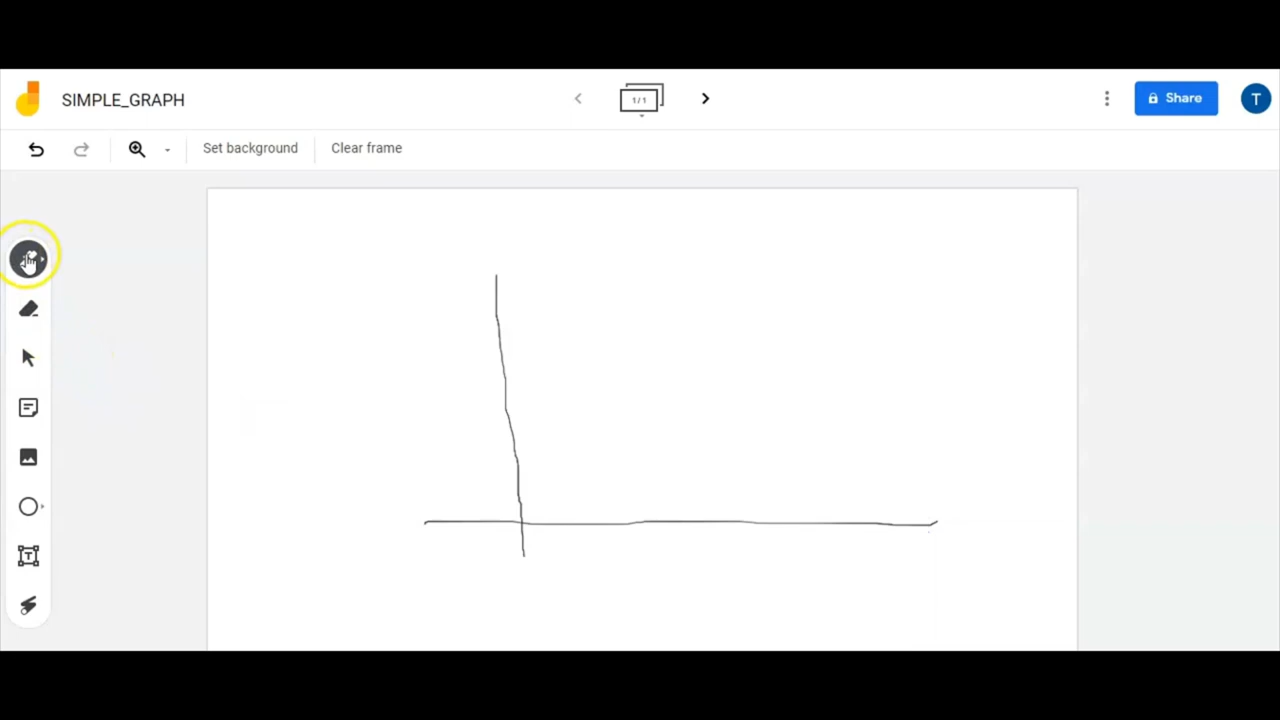 SIMPLE_GRAPH
1/1
Share
T
Set background
Clear frame
T